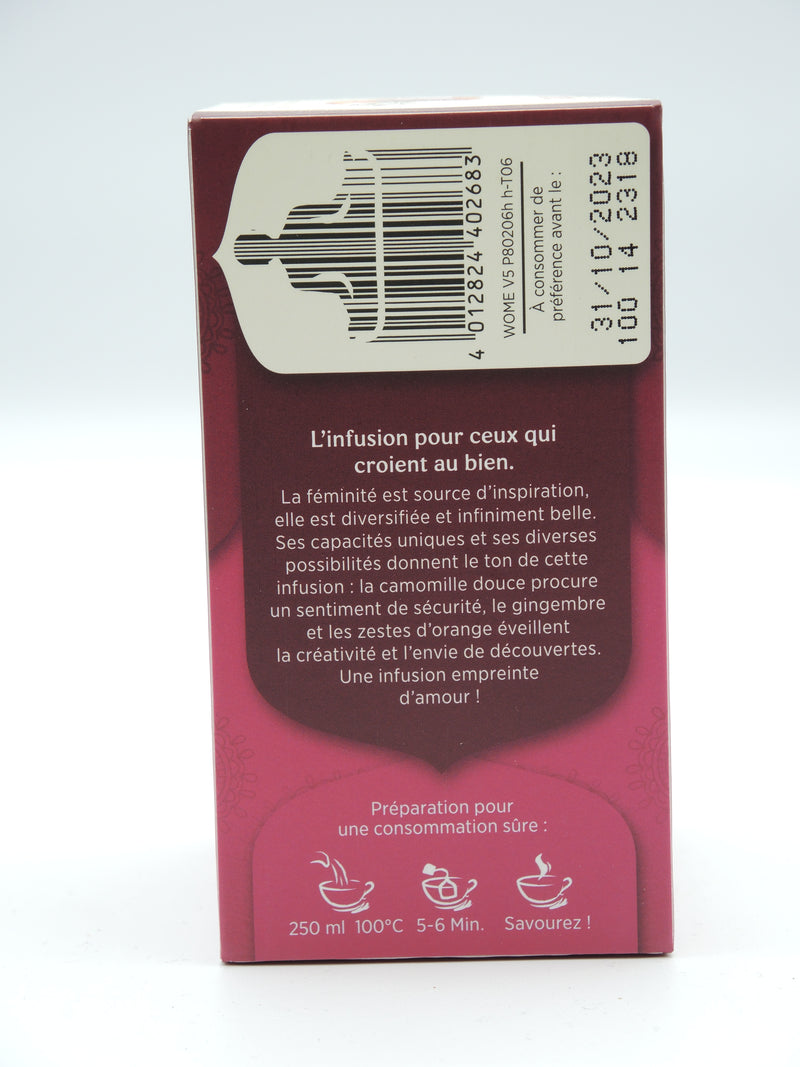 4 012824 402683
WOME V5 P80206h h-T06
À consommer de
préférence avant le :
31/10/2023
100 14 2318
L'infusion pour ceux qui
croient au bien.
La féminité est source d'inspiration,
elle est diversifiée et infiniment belle.
Ses capacités uniques et ses diverses
possibilités donnent le ton de cette
infusion : la camomille douce procure
un sentiment de sécurité, le gingembre
et les zestes d'orange éveillent
la créativité et l'envie de découvertes.
Une infusion empreinte
d'amour !
Préparation pour
une consommation sûre :
250 ml 100°C 5-6 Min. Savourez !